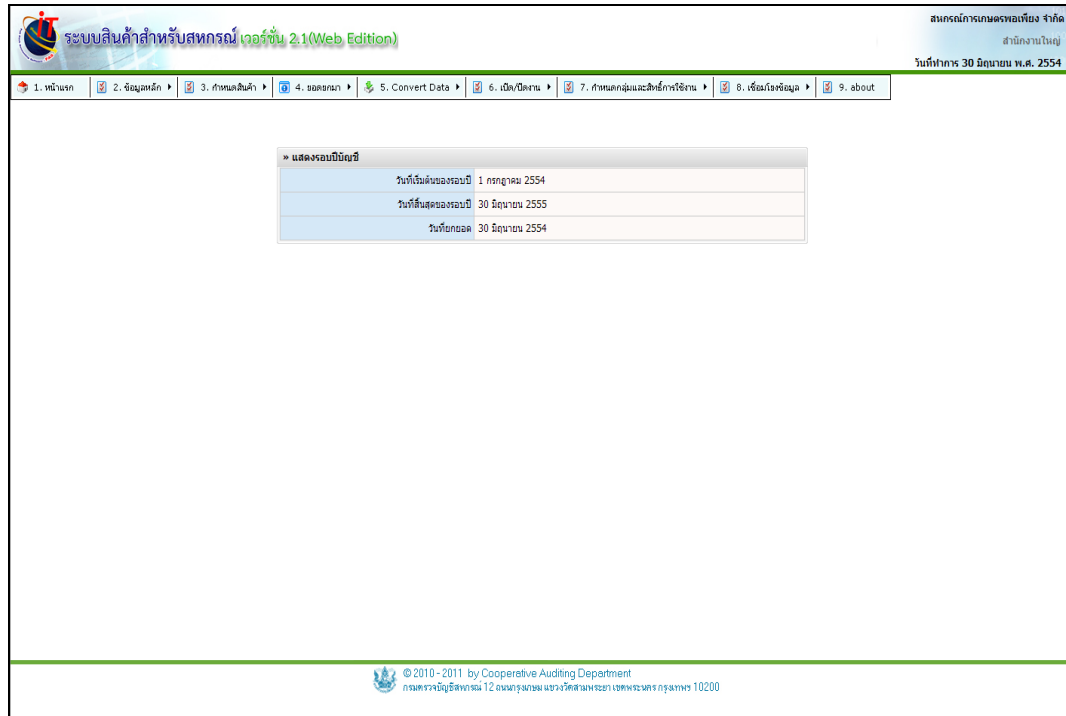 ระบบสินค้าสำหรับสหกรณ์ เวอร์ชั่น 2.1(Web Edition)
สหกรณ์การเกษตรพอเพียง จำกัด
สำนักงานใหญ่
วันที่ทำการ 30 มิถุนายน พ.ศ. 2554
1. หน้าแรก 2. ข้อมูลหลัก 3. กำหนดสินค้า 4. ยอดยกมา 5. Convert Data 6. เปิด/ปิดงาน 7. กำหนดกลุ่มและสิทธิ์การใช้งาน 8. เชื่อมโยงข้อมูล 9. about
» แสดงรอบปีบัญชี
วันที่เริ่มต้นของรอบปี 1 กรกฎาคม 2554
วันที่สิ้นสุดของรอบปี 30 มิถุนายน 2555
วันที่ยกยอด 30 มิถุนายน 2554
© 2010 - 2011 by Cooperative Auditing Department
กรมตรวจบัญชีสหกรณ์ 12 ถนนกรุงเกษม แขวงวัดสามพระยา เขตพระนคร กรุงเทพฯ 10200